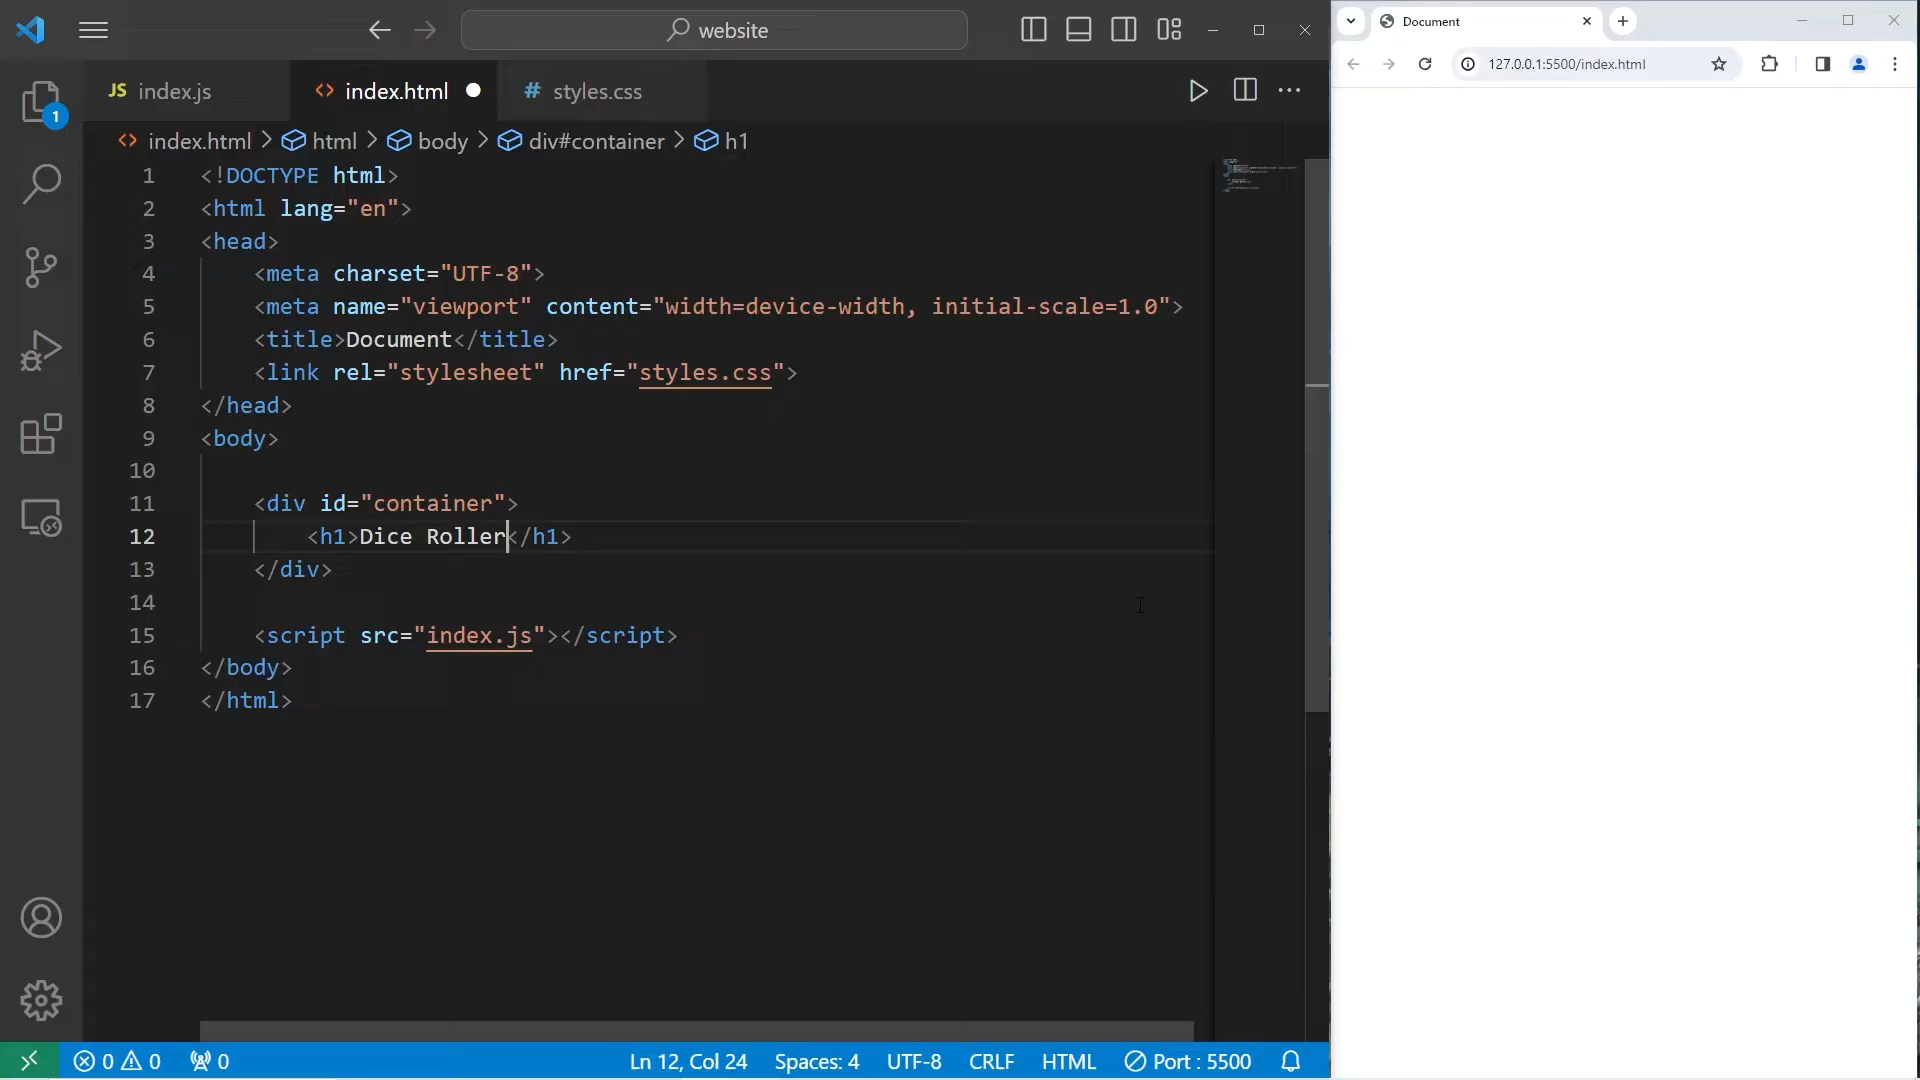 website
Document
127.0.0.1:5500/index.html
JS index.js
<> index.html
# styles.css
1
<> index.html > html > body > div#container > h1
1 <!DOCTYPE html>
2 <html lang="en">
3 <head>
4 <meta charset="UTF-8">
5 <meta name="viewport" content="width=device-width, initial-scale=1.0">
6 <title>Document</title>
7 <link rel="stylesheet" href="styles.css">
8 </head>
9 <body>
10
11 <div id="container">
12 <h1>Dice Roller</h1>
13 </div>
14
15 <script src="index.js"></script>
16 </body>
17 </html>
0 0 0 Ln 12, Col 24 Spaces: 4 UTF-8 CRLF HTML Port : 5500